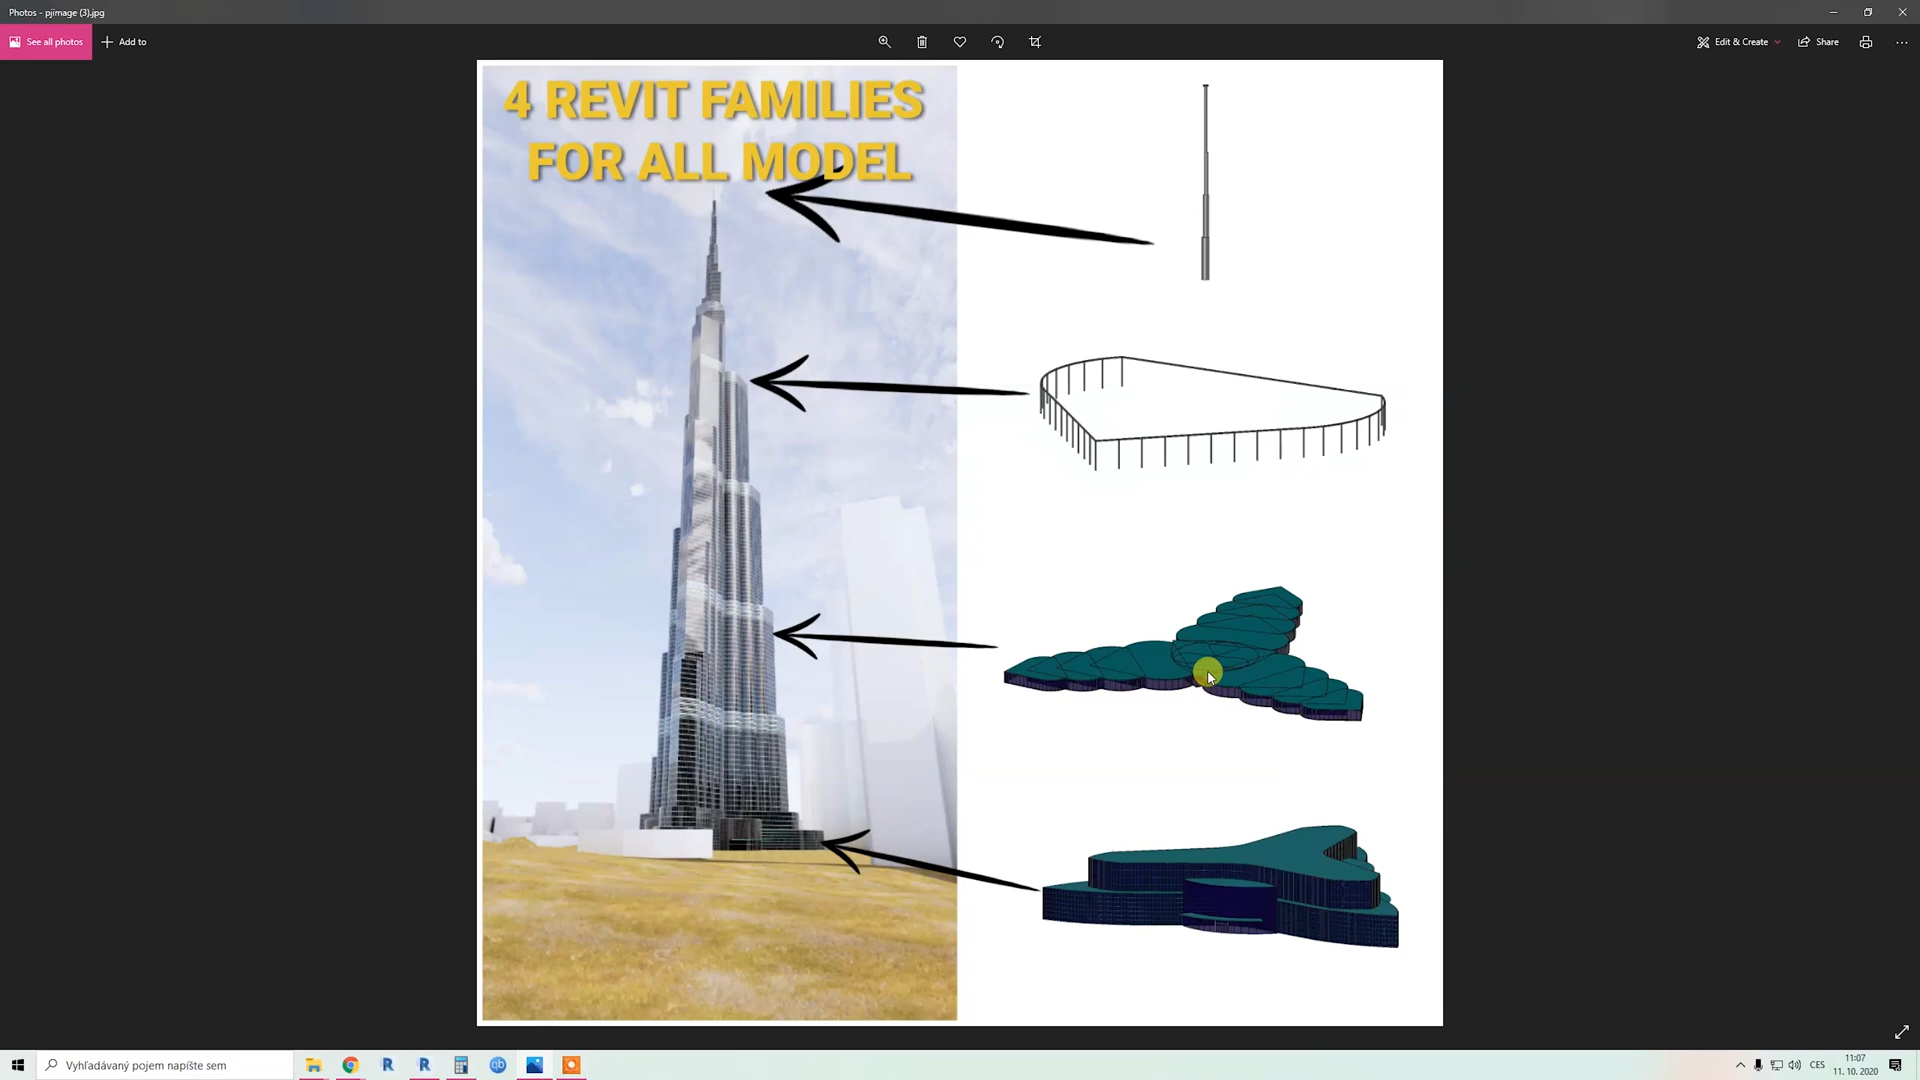 Photos - pjimage (3).jpg
See all photos
Add to
Edit & Create
Share
4 REVIT FAMILIES
FOR ALL MODEL
Vyhľadávaný pojem napíšte sem
R
R
qb
CES
11:07
11. 10. 2020